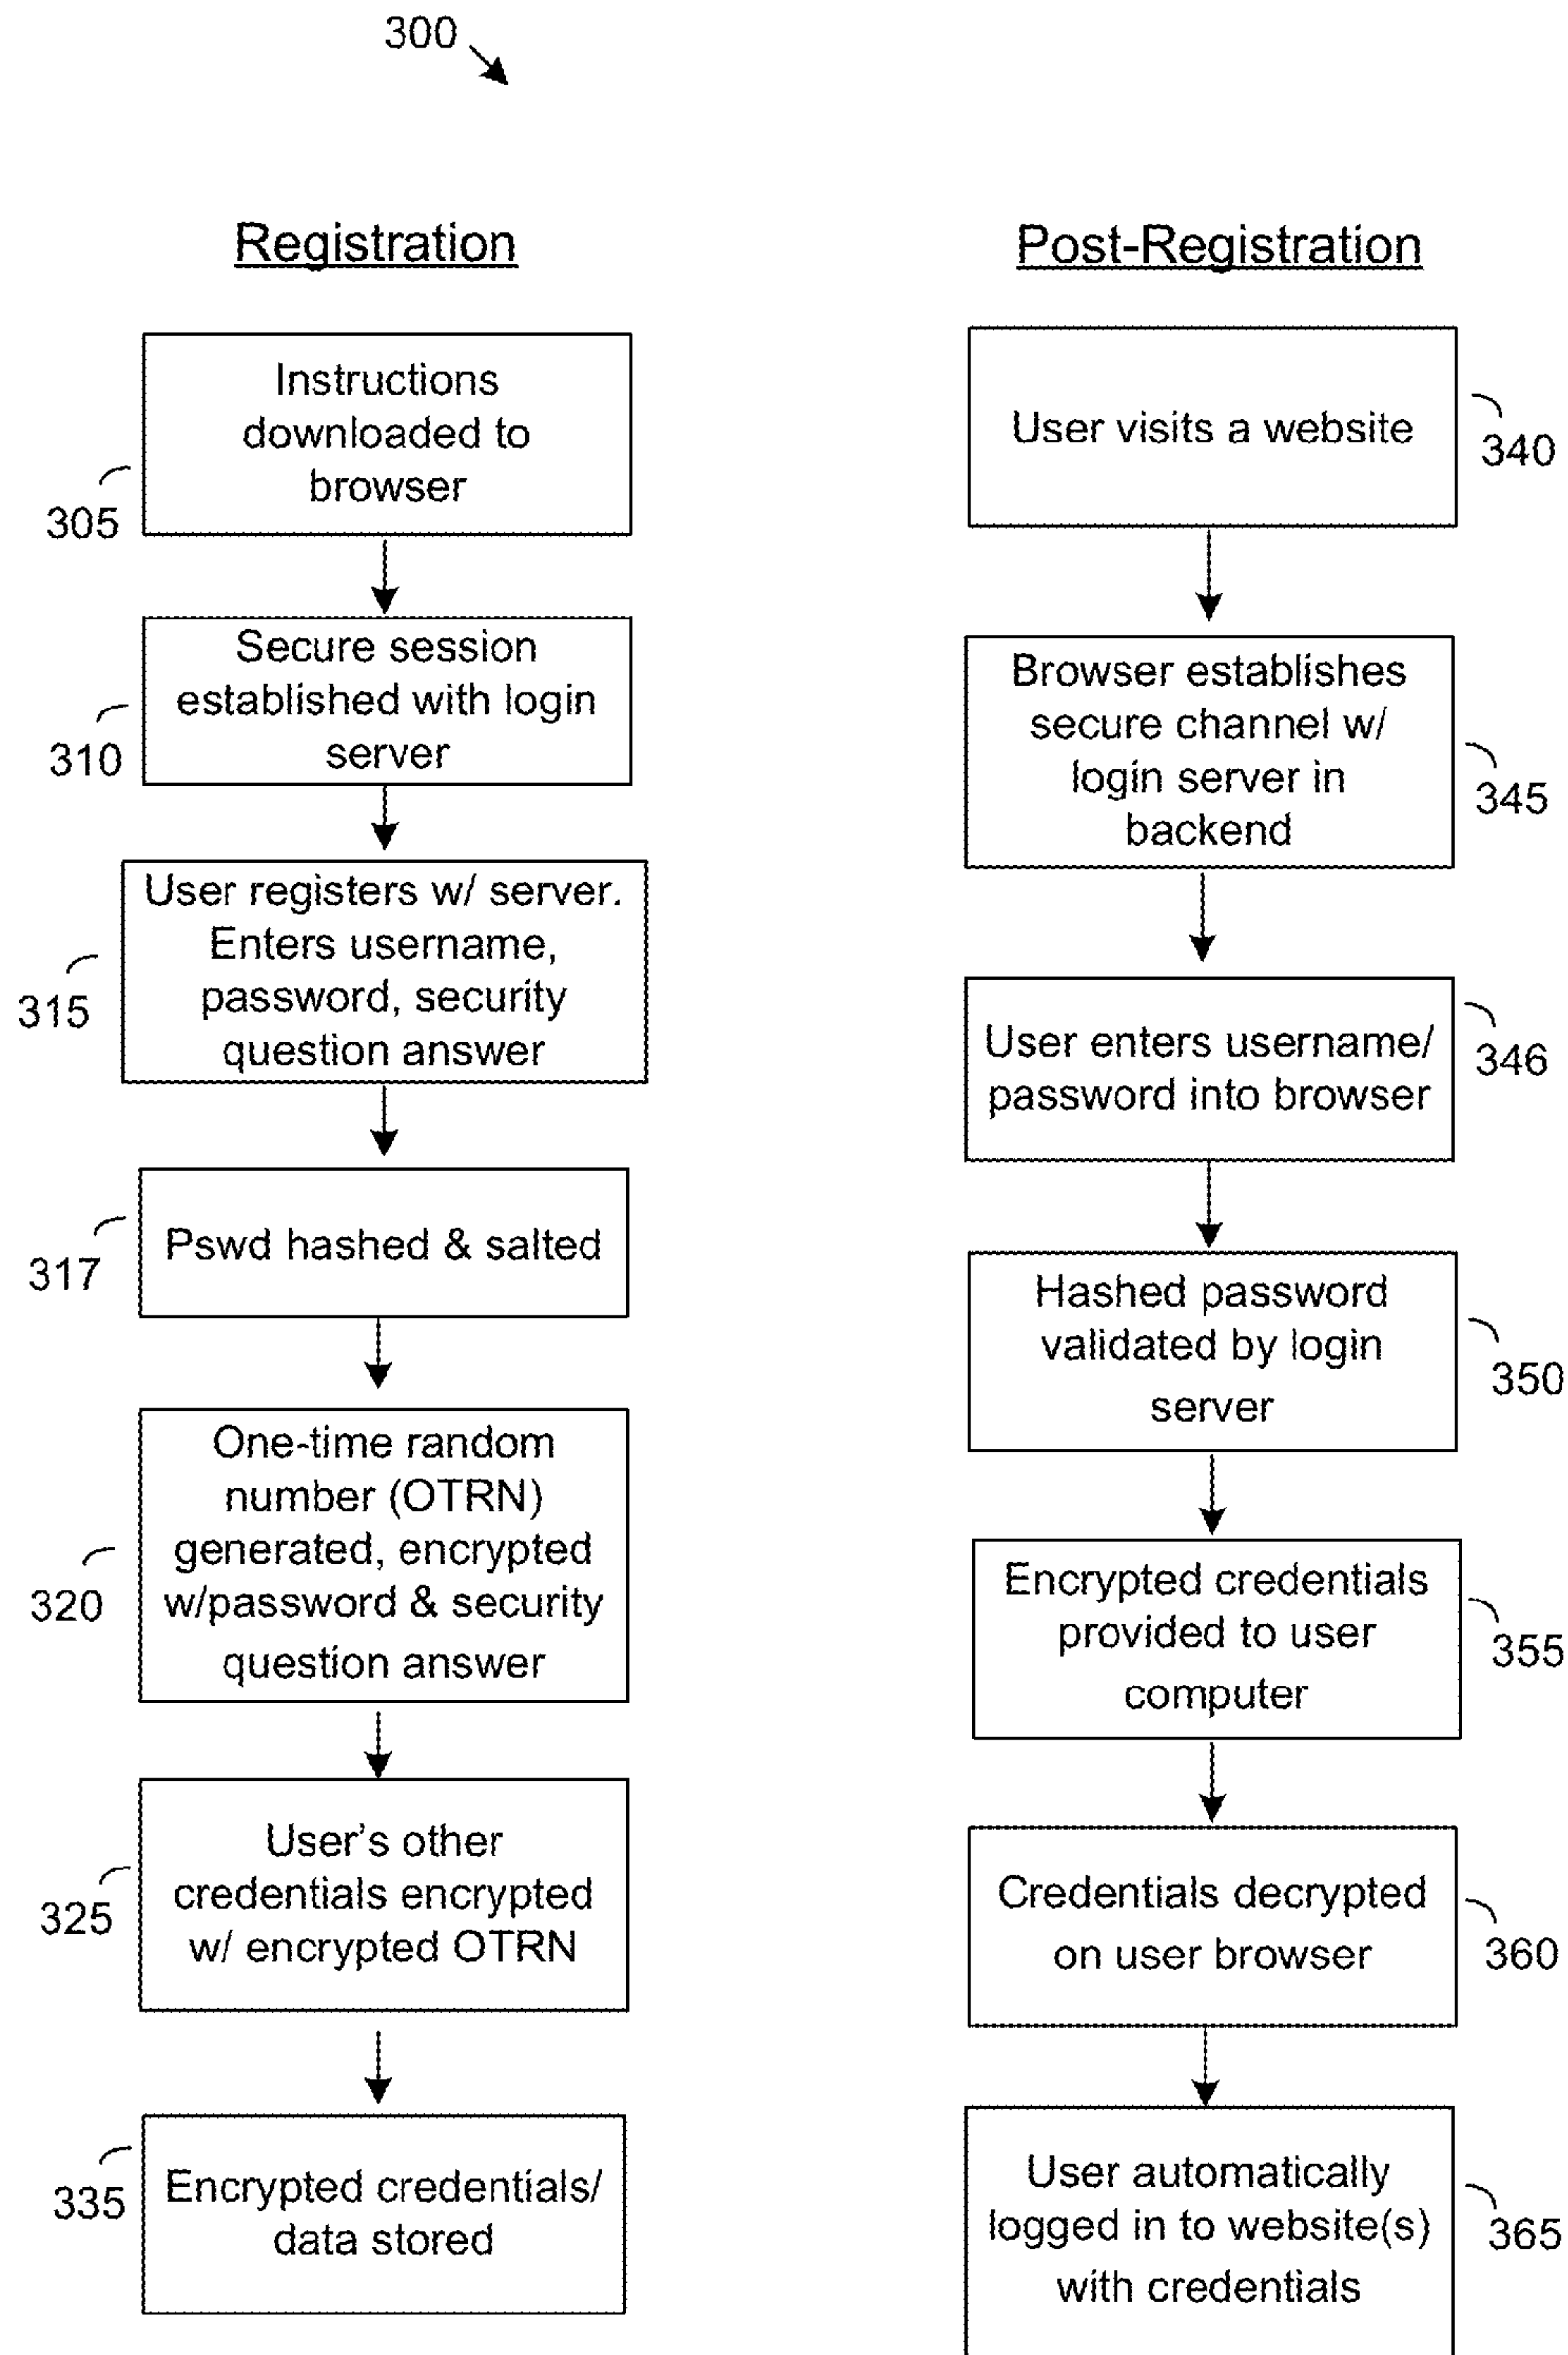 300
Registration
Instructions
downloaded to
browser
305
Secure session
established with login
server
310
User registers w/ server.
Enters username,
password, security
question answer
315
Pswd hashed & salted
317
One-time random
number (OTRN)
generated, encrypted
w/password & security
question answer
320
User's other
credentials encrypted
w/ encrypted OTRN
325
Encrypted credentials/
data stored
335
Post-Registration
User visits a website
340
Browser establishes
secure channel w/
login server in
backend
345
User enters username/
password into browser
346
Hashed password
validated by login
server
350
Encrypted credentials
provided to user
computer
355
Credentials decrypted
on user browser
360
User automatically
logged in to website(s)
with credentials
365